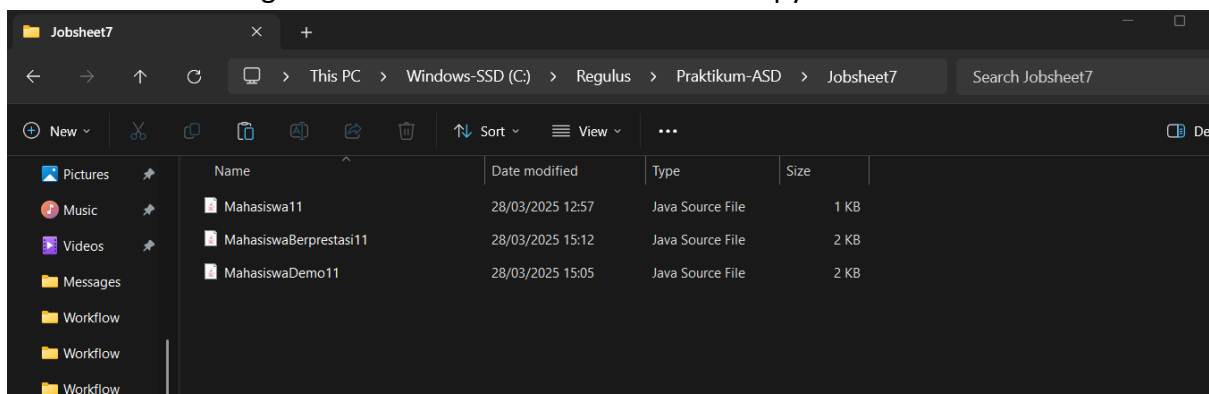 Jobsheet7
This PC > Windows-SSD (C:) > Regulus > Praktikum-ASD > Jobsheet7 Search Jobsheet7
New Sort View
Name Date modified Type Size
Pictures
Mahasiswa11 28/03/2025 12:57 Java Source File 1 KB
Music
MahasiswaBerprestasi11 28/03/2025 15:12 Java Source File 2 KB
Videos
MahasiswaDemo11 28/03/2025 15:05 Java Source File 2 KB
Messages
Workflow
Workflow
Workflow